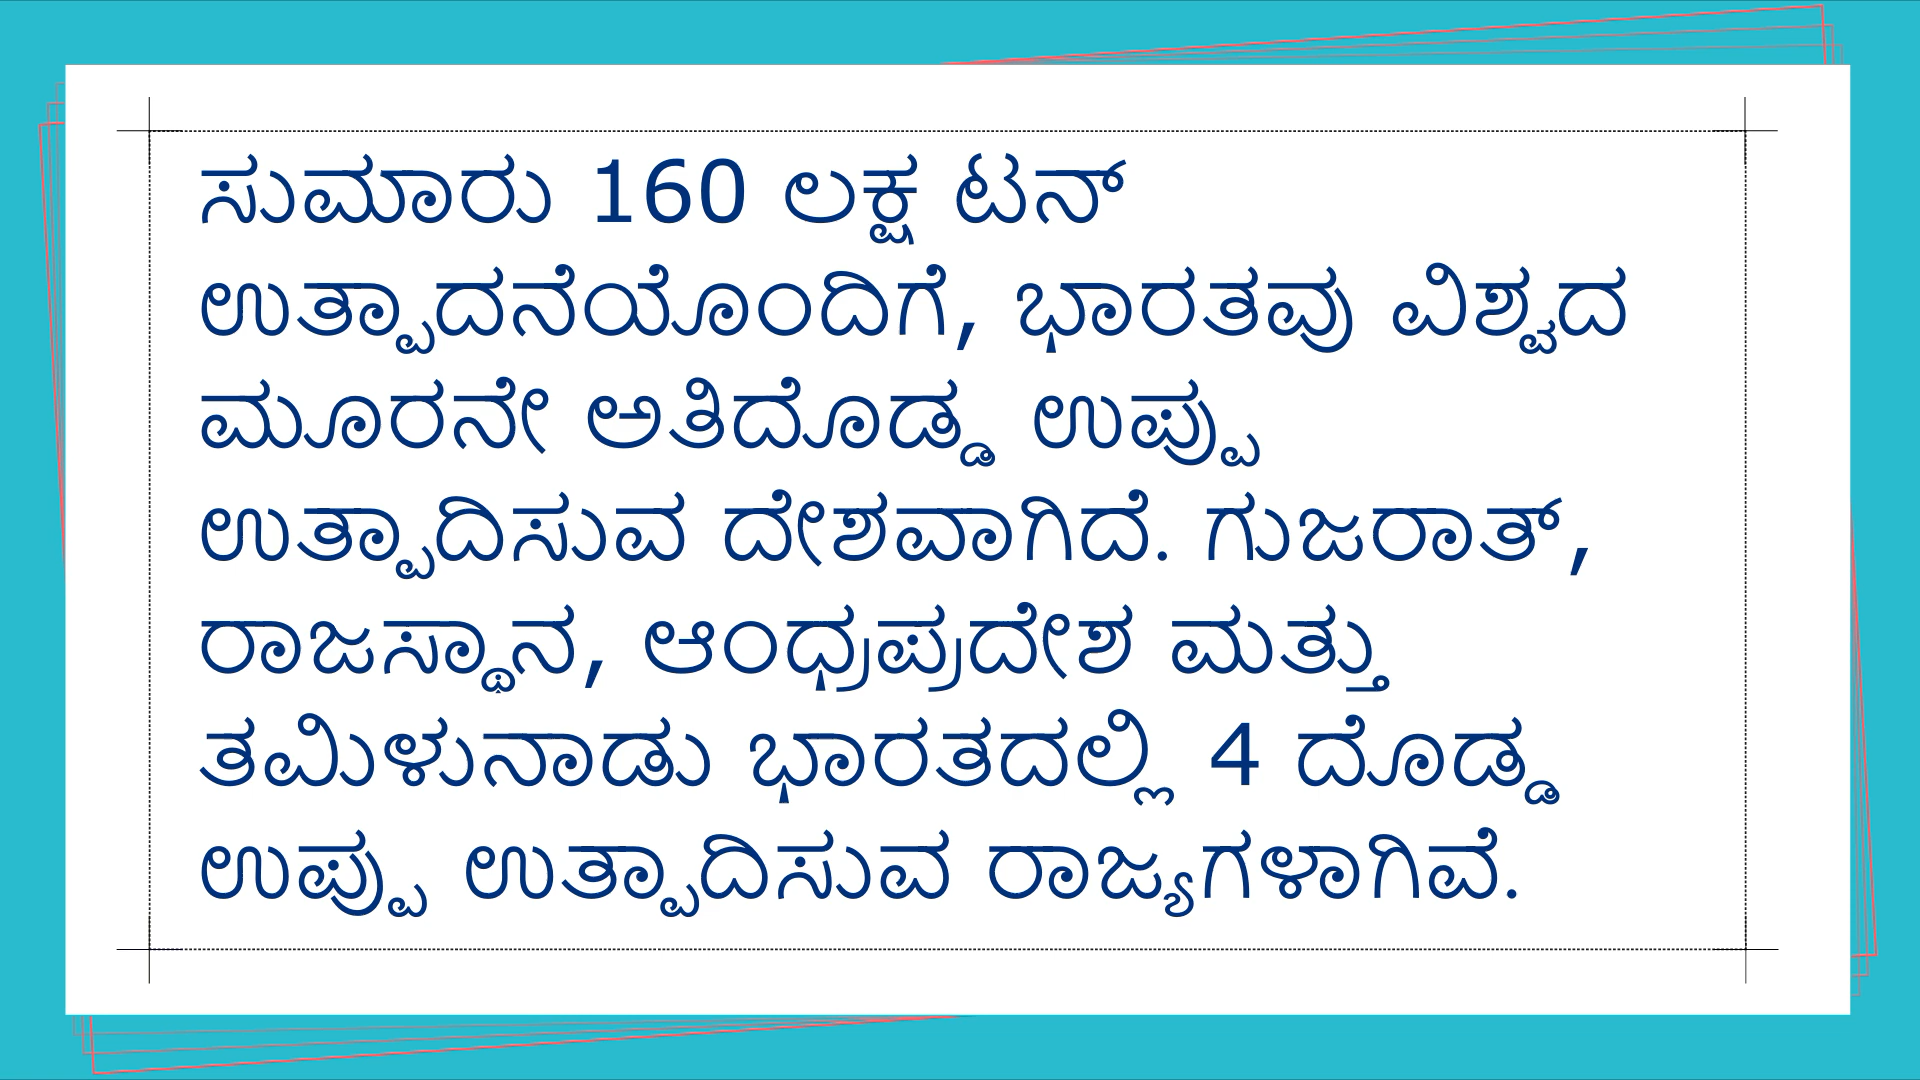 ಸುಮಾರು 160 ಲಕ್ಷ ಟನ್
ಉತ್ಪಾದನೆಯೊಂದಿಗೆ, ಭಾರತವು ವಿಶ್ವದ
ಮೂರನೇ ಅತಿದೊಡ್ಡ ಉಪ್ಪು
ಉತ್ಪಾದಿಸುವ ದೇಶವಾಗಿದೆ. ಗುಜರಾತ್,
ರಾಜಸ್ಥಾನ, ಆಂಧ್ರಪ್ರದೇಶ ಮತ್ತು
ತಮಿಳುನಾಡು ಭಾರತದಲ್ಲಿ 4 ದೊಡ್ಡ
ಉಪ್ಪು ಉತ್ಪಾದಿಸುವ ರಾಜ್ಯಗಳಾಗಿವೆ.